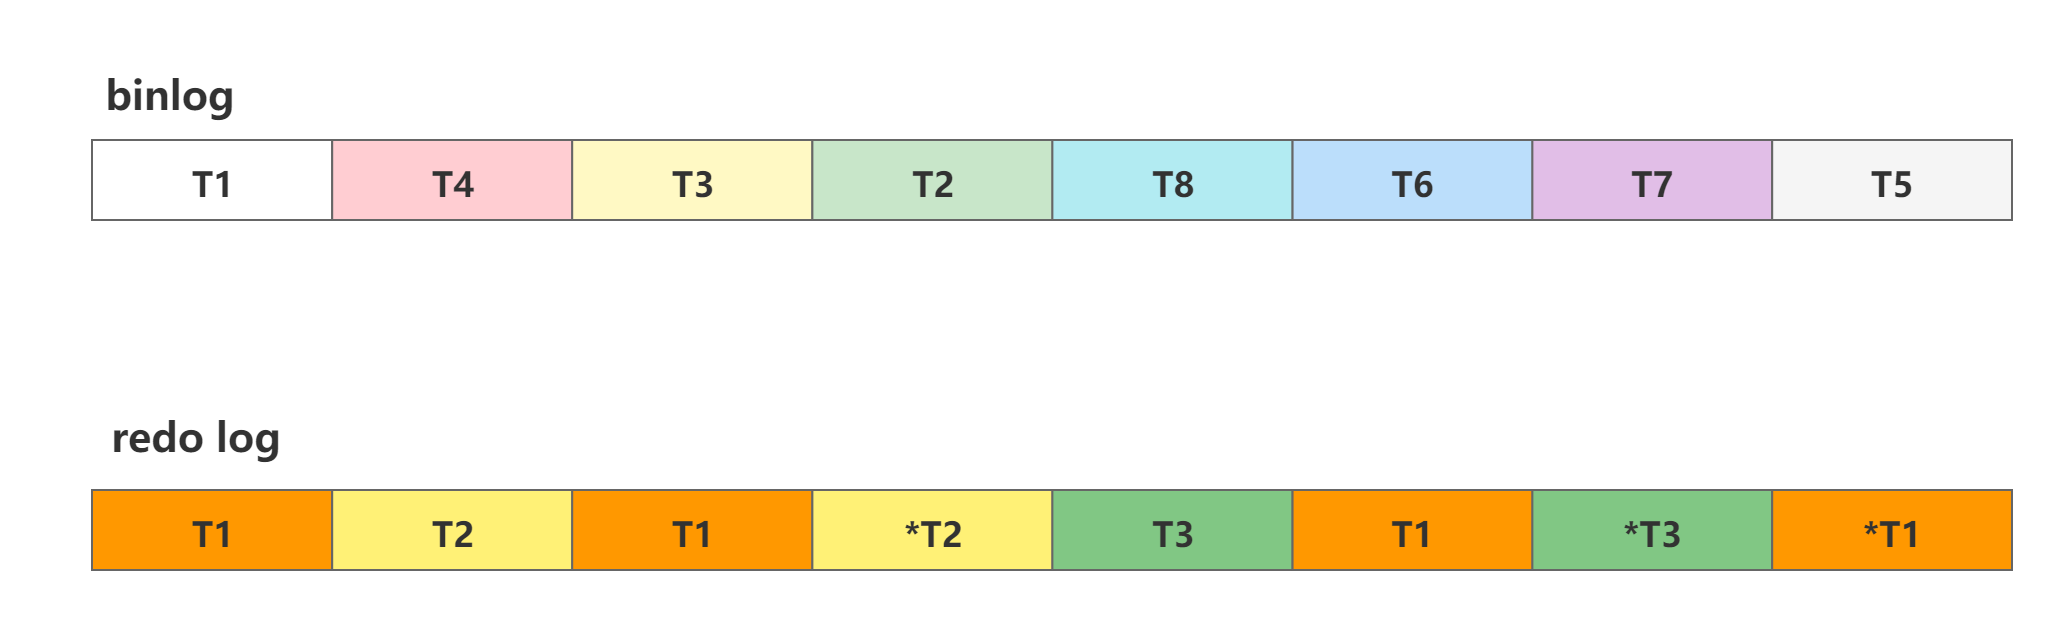 binlog
T1 T4 T3 T2 T8 T6 T7 T5
redo log
T1 T2 T1 *T2 T3 T1 *T3 *T1